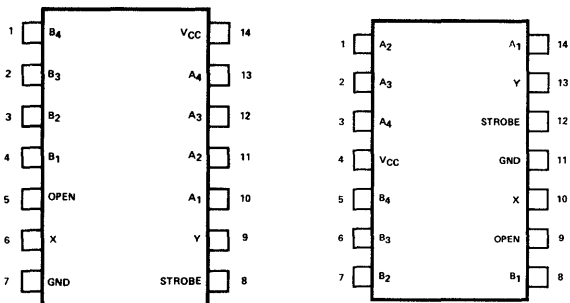 1 B4 VCC 14
2 B3 A4 13
3 B2 A3 12
4 B1 A2 11
5 OPEN A1 10
6 X Y 9
7 GND STROBE 8
1 A2 A1 14
2 A3 Y 13
3 A4 STROBE 12
4 VCC GND 11
5 B4 X 10
6 B3 OPEN 9
7 B2 B1 8